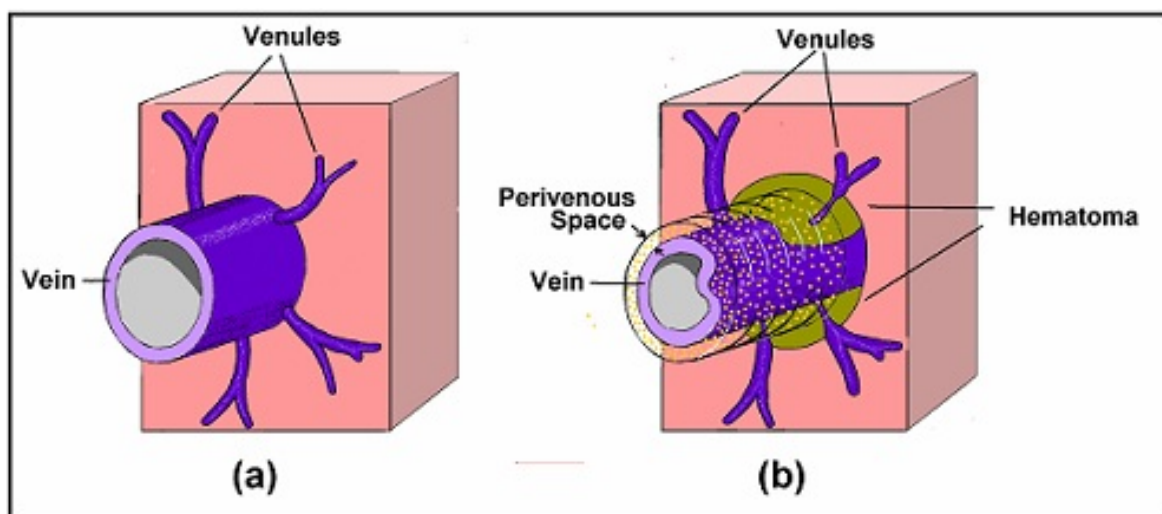 Venules
Vein
(a)
Venules
Perivenous
Space
Vein
Hematoma
(b)